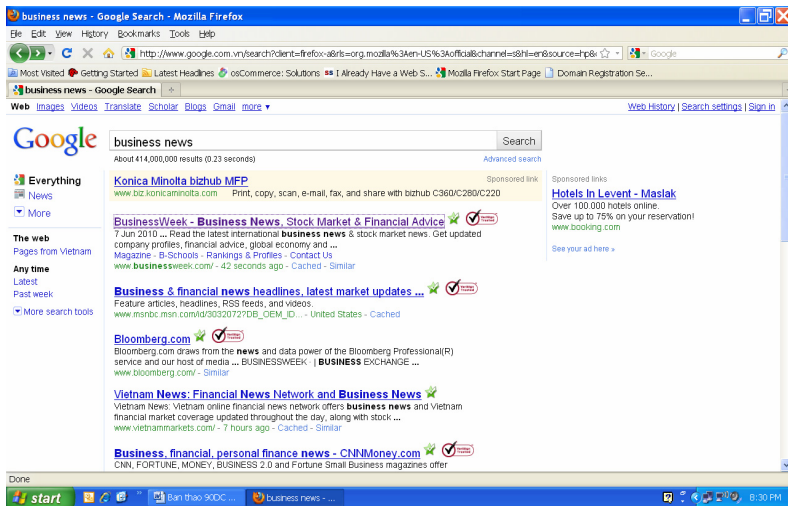 business news - Google Search - Mozilla Firefox
File Edit View History Bookmarks Tools Help
http://www.google.com.vn/search?client=firefox-a&rls=org.mozilla%3Aen-US%3Aofficial&channel=s&hl=en&source=hp& Google
Most Visited Getting Started Latest Headlines osCommerce: Solutions I Already Have a Web S... Mozilla Firefox Start Page Domain Registration Se...
business news - Google Search
Web Images Videos Translate Scholar Blogs Gmail more ▾ Web History | Search settings | Sign in
Google
business news Search
About 414,000,000 results (0.23 seconds) Advanced search
Everything
News
More
The web
Pages from Vietnam
Any time
Latest
Past week
More search tools
Konica Minolta bizhub MFP Sponsored link
www.biz.konicaminolta.com Print, copy, scan, e-mail, fax, and share with bizhub C360/C280/C220
BusinessWeek - Business News, Stock Market & Financial Advice
7 Jun 2010 ... Read the latest international business news & stock market news. Get updated
company profiles, financial advice, global economy and ...
Magazine - B-Schools - Rankings & Profiles - Contact Us
www.businessweek.com/ - 42 seconds ago - Cached - Similar
Business & financial news headlines, latest market updates ...
Feature articles, headlines, RSS feeds, and videos.
www.msnbc.msn.com/id/3032072?DB_OEM_ID... - United States - Cached
Bloomberg.com
Bloomberg.com draws from the news and data power of the Bloomberg Professional(R)
service and our host of media ... BUSINESSWEEK · | BUSINESS EXCHANGE ...
www.bloomberg.com/ - Similar
Vietnam News: Financial News Network and Business News
Vietnam News: Vietnam online financial news network offers business news and Vietnam
financial market coverage updated throughout the day, along with stock ...
www.vietnammarkets.com/ - 7 hours ago - Cached - Similar
Business, financial, personal finance news - CNNMoney.com
CNN, FORTUNE, MONEY, BUSINESS 2.0 and Fortune Small Business magazines offer
Sponsored links
Hotels In Levent - Maslak
Over 100.000 hotels online.
Save up to 75% on your reservation!
www.booking.com
See your ad here »
Done
start Ban thao 90DC ... business news - ... 8:30 PM